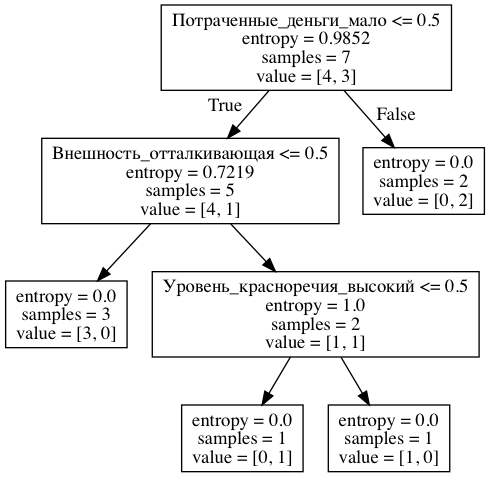 Потраченные_деньги_мало <= 0.5
entropy = 0.9852
samples = 7
value = [4, 3]
True
False
Внешность_отталкивающая <= 0.5
entropy = 0.7219
samples = 5
value = [4, 1]
entropy = 0.0
samples = 2
value = [0, 2]
entropy = 0.0
samples = 3
value = [3, 0]
Уровень_красноречия_высокий <= 0.5
entropy = 1.0
samples = 2
value = [1, 1]
entropy = 0.0
samples = 1
value = [0, 1]
entropy = 0.0
samples = 1
value = [1, 0]